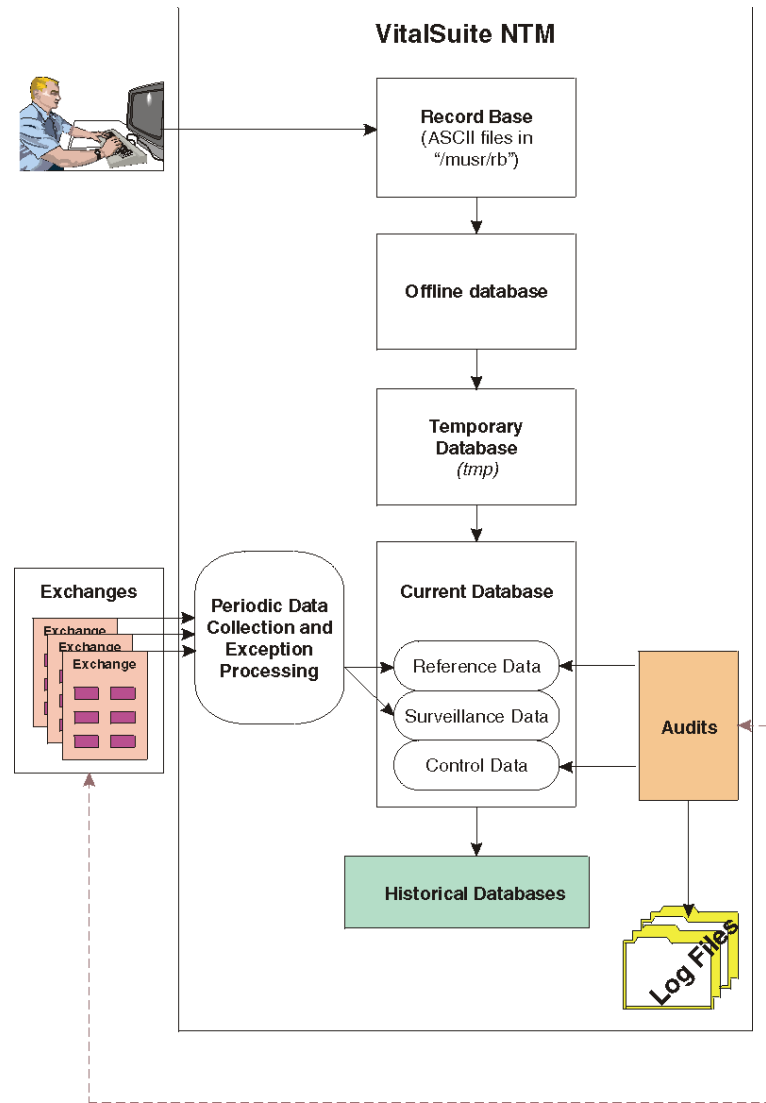 VitalSuite NTM
Record Base
(ASCII files in
“/musr/rb”)
Offline database
Temporary
Database
(tmp)
Exchanges
Exchange
Exchange
Exchange
Periodic Data
Collection and
Exception
Processing
Current Database
Reference Data
Surveillance Data
Control Data
Audits
Historical Databases
Log Files